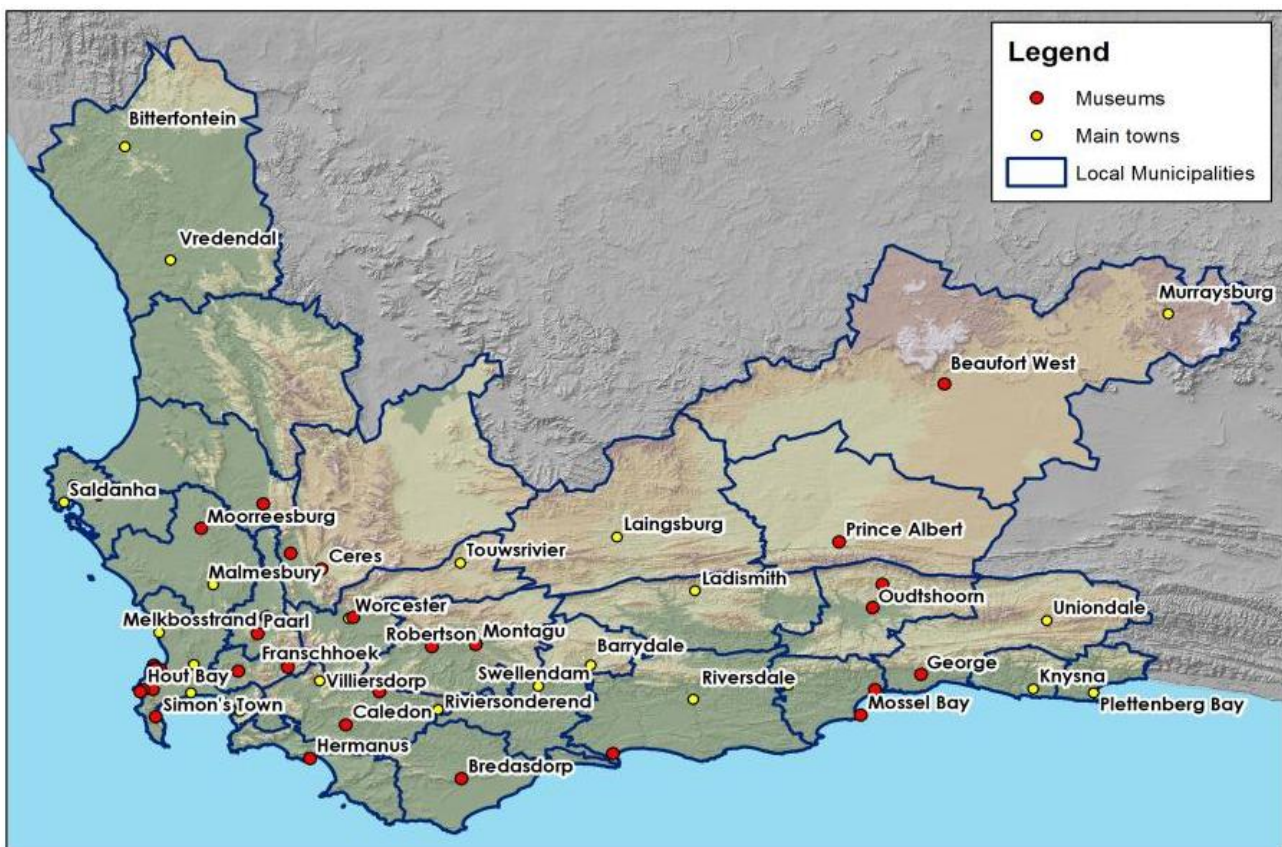 Legend
Museums
Main towns
Local Municipalities
Bitterfontein
Vredendal
Murraysburg
Beaufort West
Saldanha
Moorreesburg
Laingsburg
Prince Albert
Ceres
Touwsrivier
Malmesbury
Ladismith
Oudtshoorn
Worcester
Uniondale
Melkbosstrand
Paarl
Robertson
Montagu
Barrydale
Franschhoek
George
Hout Bay
Villiersdorp
Swellendam
Riversdale
Knysna
Simon's Town
Riviersonderend
Mossel Bay
Plettenberg Bay
Caledon
Hermanus
Bredasdorp